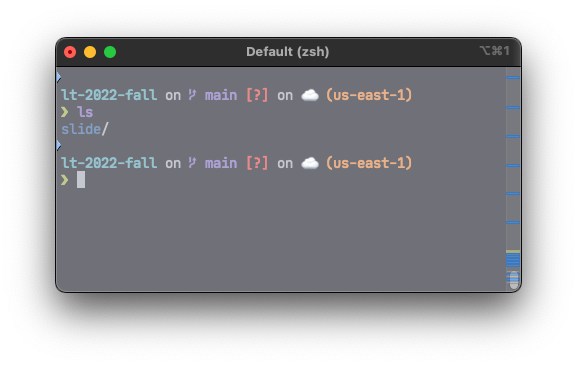 Default (zsh)
⌥⌘1
lt-2022-fall on main [?] on ☁️ (us-east-1)
❯ ls
slide/
lt-2022-fall on main [?] on ☁️ (us-east-1)
❯